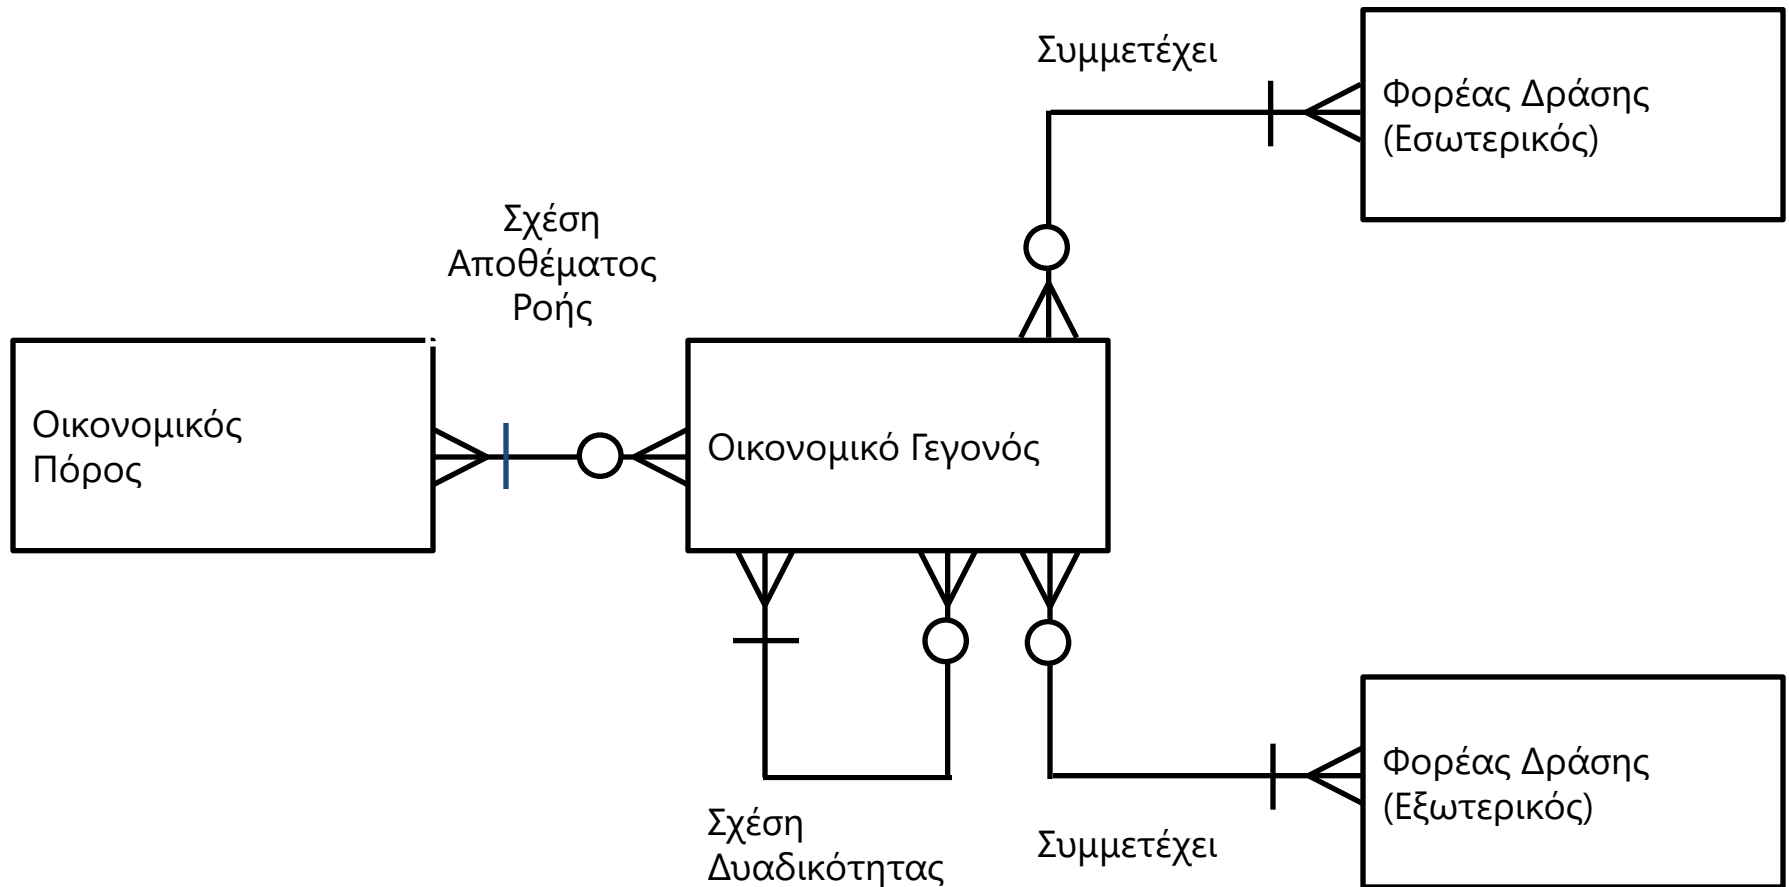 Συμμετέχει
Φορέας Δράσης
(Εσωτερικός)
Σχέση
Αποθέματος
Ροής
Οικονομικός
Πόρος
Οικονομικό Γεγονός
Σχέση
Δυαδικότητας
Συμμετέχει
Φορέας Δράσης
(Εξωτερικός)